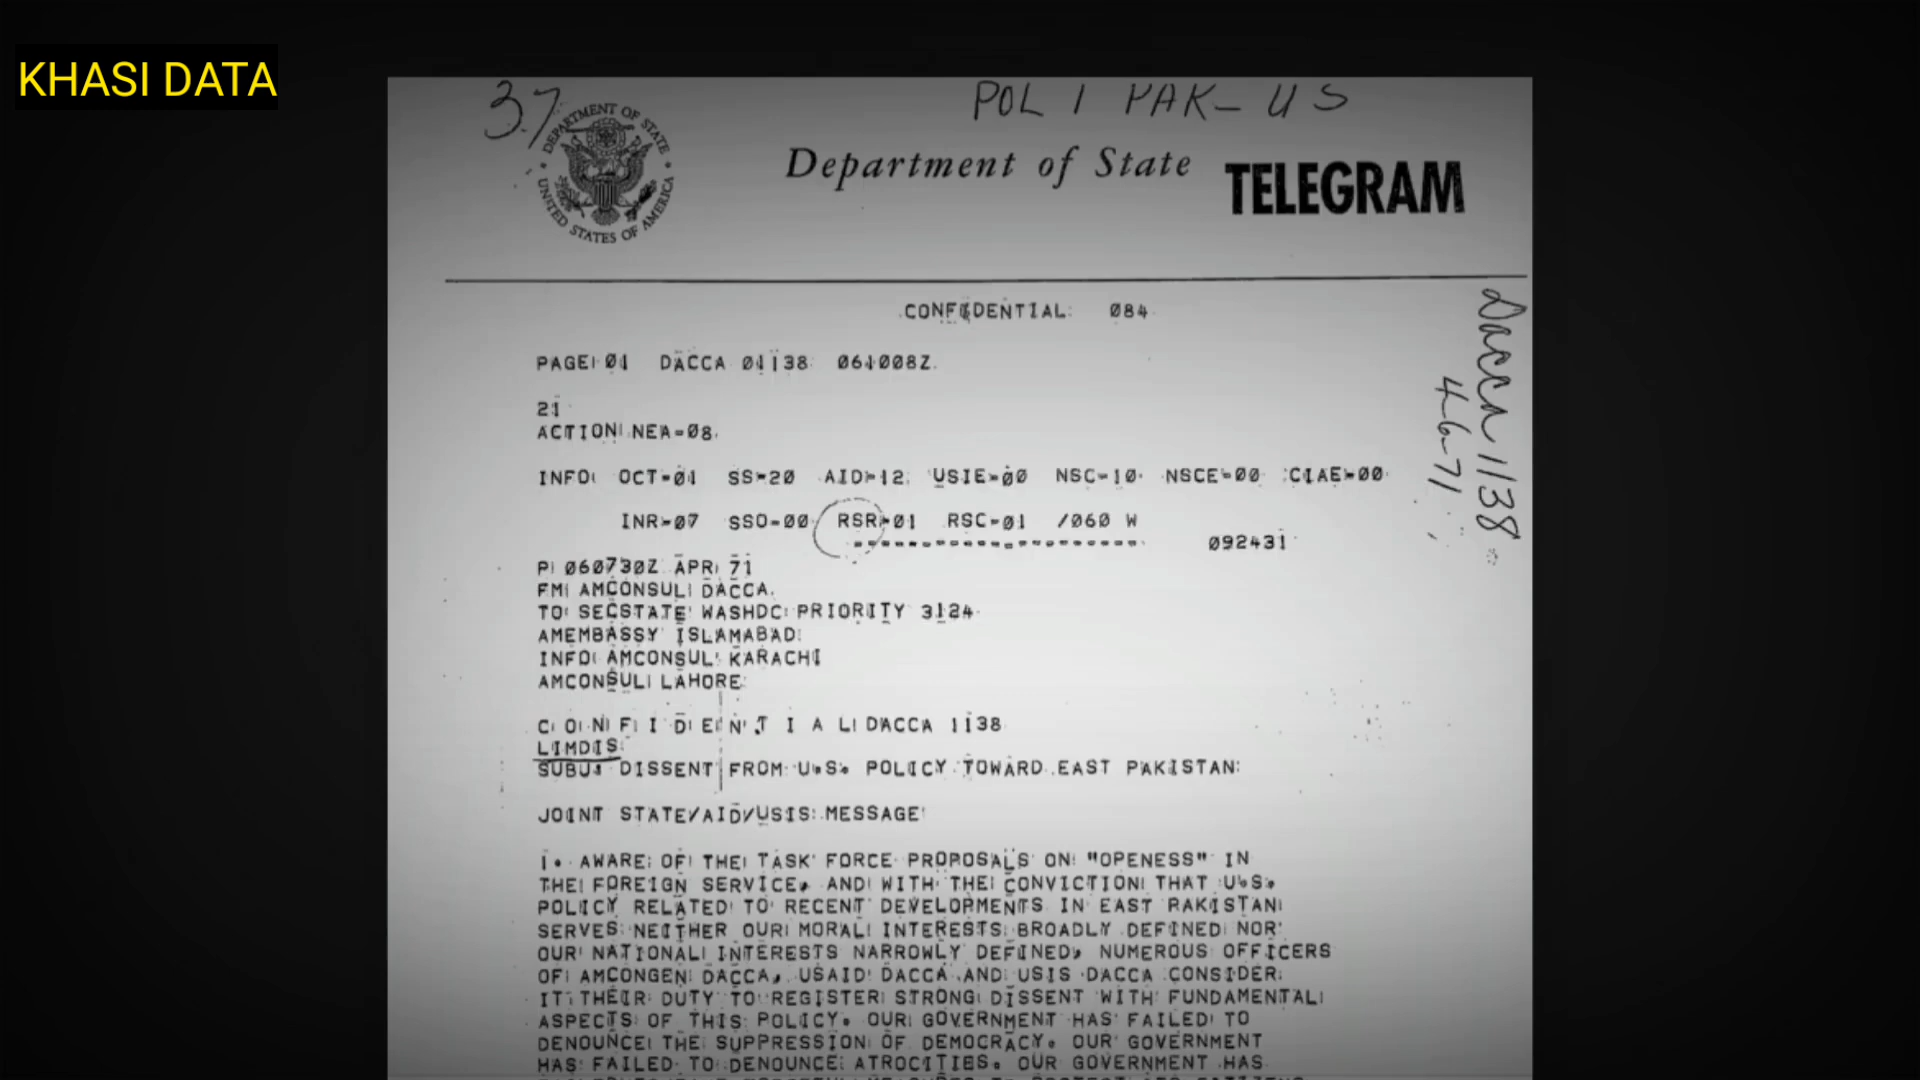 KHASI DATA
37
POL 1 PAK-US
DEPARTMENT OF STATE
UNITED STATES OF AMERICA
Department of State TELEGRAM
CONFIDENTIAL 084
Dacca 1138
4-6-71
PAGE 01 DACCA 01138 061008Z
21
ACTION NEA-08
INFO OCT-01 SS-20 AID-12 USIE-00 NSC-10 NSCE-00 CIAE-00
INR-07 SSO-00 RSR-01 RSC-01 /060 W
092431
P 060730Z APR 71
FM AMCONSUL DACCA
TO SECSTATE WASHDC PRIORITY 3124
AMEMBASSY ISLAMABAD
INFO AMCONSUL KARACHI
AMCONSUL LAHORE
C O N F I D E N T I A L DACCA 1138
LIMDIS
SUBJ: DISSENT FROM U.S. POLICY TOWARD EAST PAKISTAN
JOINT STATE/AID/USIS MESSAGE
1. AWARE OF THE TASK FORCE PROPOSALS ON "OPENESS" IN
THE FOREIGN SERVICE, AND WITH THE CONVICTION THAT U.S.
POLICY RELATED TO RECENT DEVELOPMENTS IN EAST PAKISTAN
SERVES NEITHER OUR MORAL INTERESTS BROADLY DEFINED NOR
OUR NATIONAL INTERESTS NARROWLY DEFINED, NUMEROUS OFFICERS
OF AMCONGEN DACCA, USAID DACCA AND USIS DACCA CONSIDER
IT THEIR DUTY TO REGISTER STRONG DISSENT WITH FUNDAMENTAL
ASPECTS OF THIS POLICY. OUR GOVERNMENT HAS FAILED TO
DENOUNCE THE SUPPRESSION OF DEMOCRACY. OUR GOVERNMENT
HAS FAILED TO DENOUNCE ATROCITIES. OUR GOVERNMENT HAS